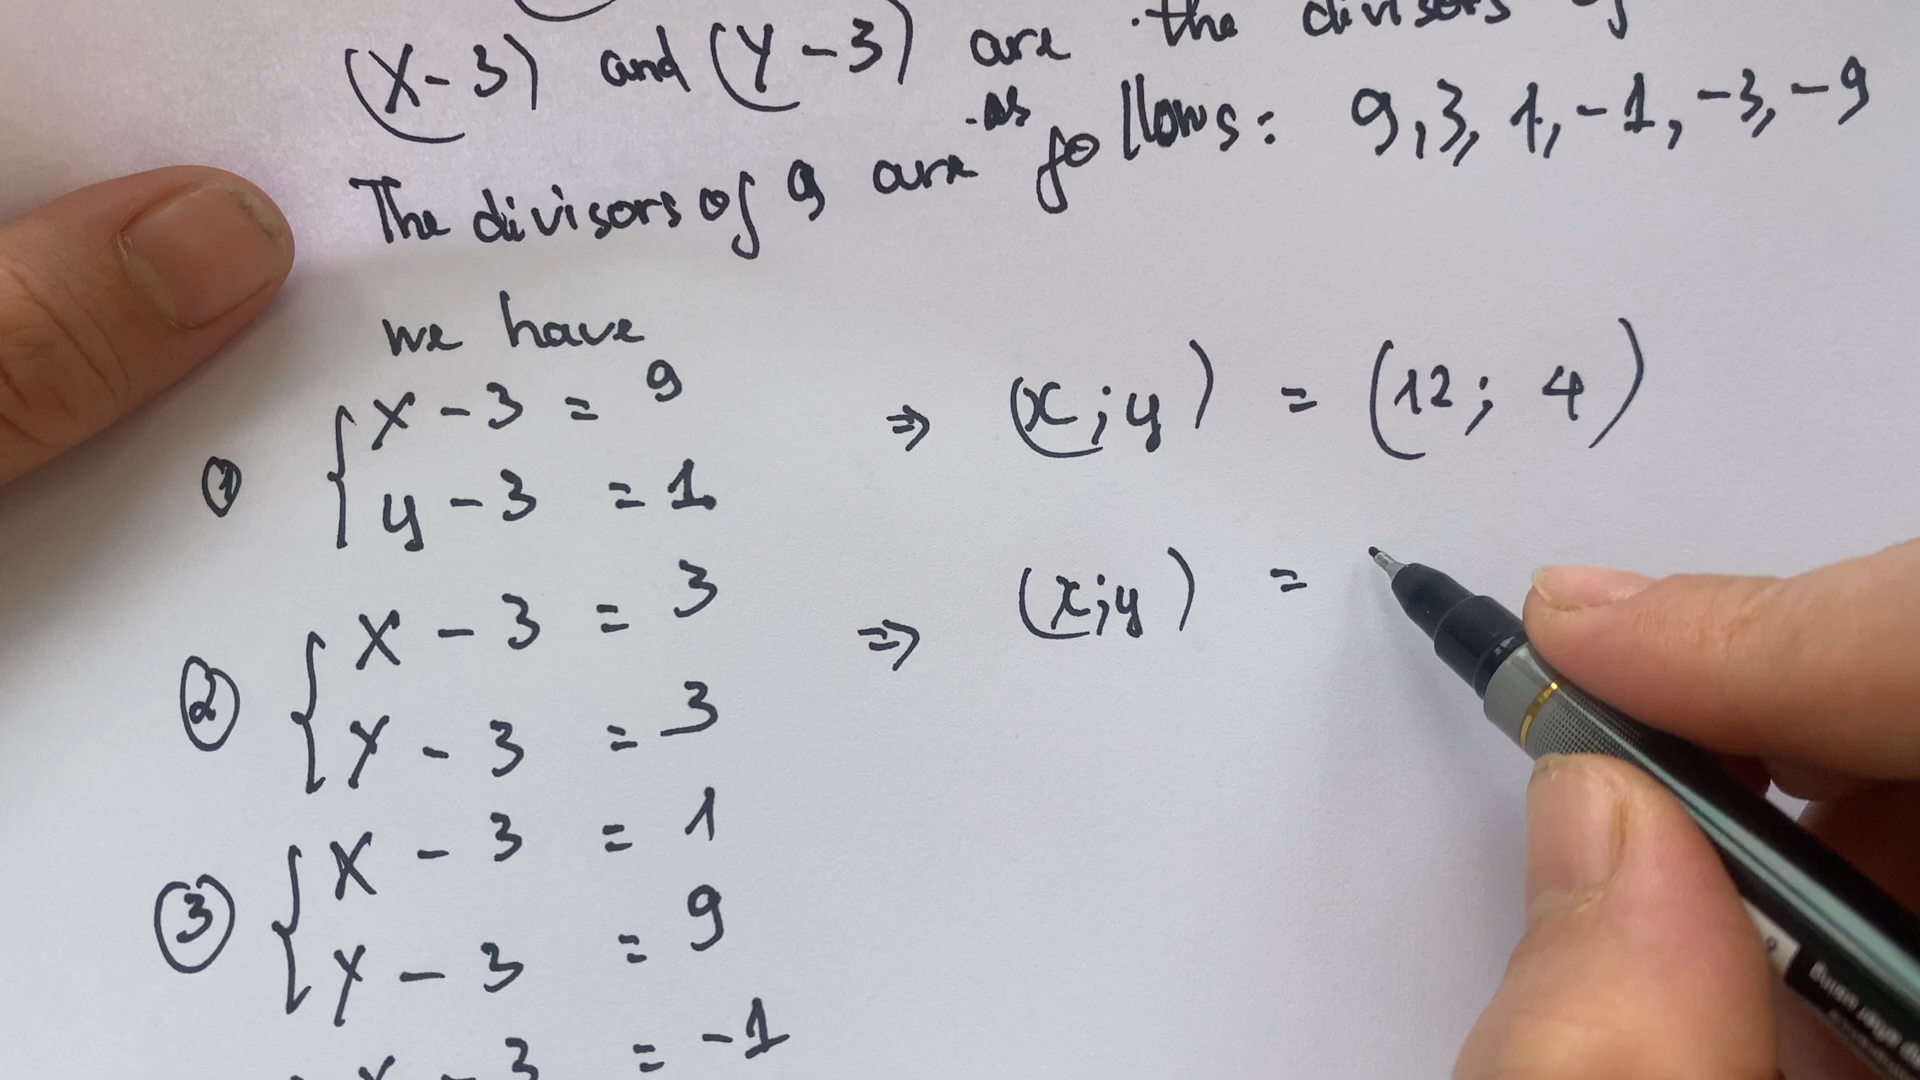 (x-3) and (y-3) are the divisors of
The divisors of 9 are as follows: 9, 3, 1, -1, -3, -9
we have
① { x - 3 = 9
y - 3 = 1 ⇒ (x;y) = (12; 4)
② { x - 3 = 3
y - 3 = 3 ⇒ (x;y) =
③ { x - 3 = 1
y - 3 = 9
x - 3 = -1